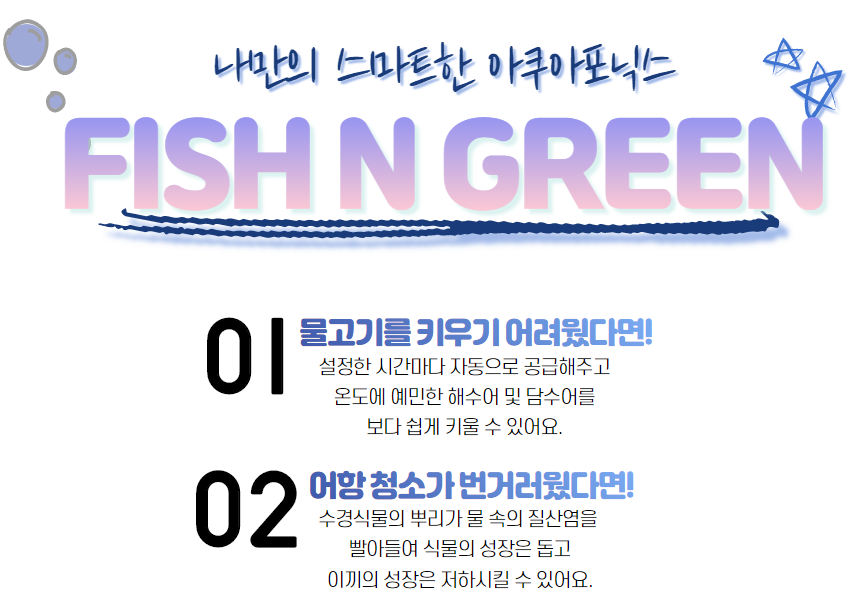 나만의 스마트한 아쿠아포닉스
FISH N GREEN
01 물고기를 키우기 어려웠다면!
설정한 시간마다 자동으로 공급해주고
온도에 예민한 해수어 및 담수어를
보다 쉽게 키울 수 있어요.
02 어항 청소가 번거러웠다면!
수경식물의 뿌리가 물 속의 질산염을
빨아들여 식물의 성장은 돕고
이끼의 성장은 저하시킬 수 있어요.